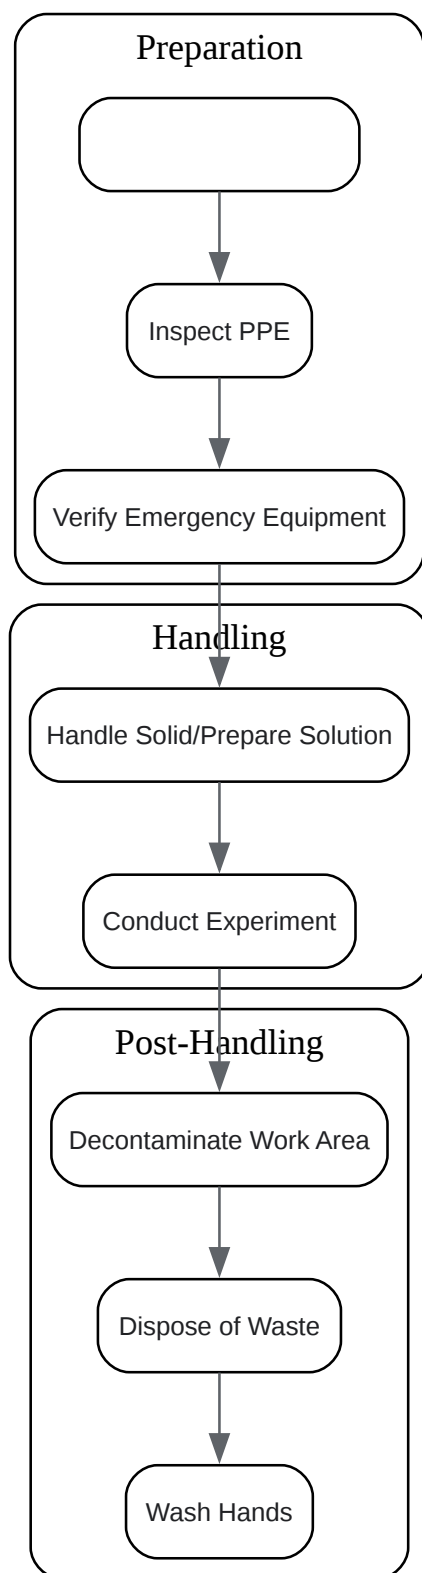 Preparation
Inspect PPE
Verify Emergency Equipment
Handling
Handle Solid/Prepare Solution
Conduct Experiment
Post-Handling
Decontaminate Work Area
Dispose of Waste
Wash Hands